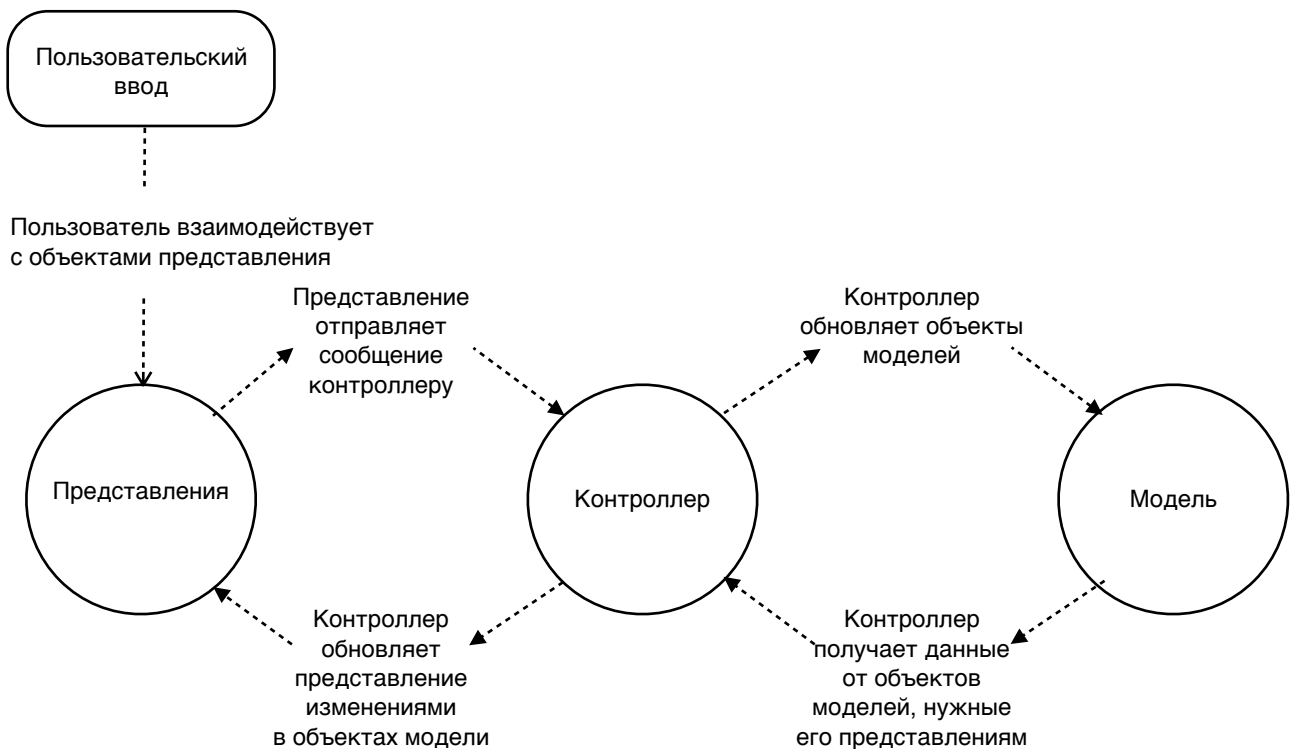 Пользовательский
ввод
Пользователь взаимодействует
с объектами представления
Представление
отправляет
сообщение
контроллеру
Контроллер
обновляет объекты
моделей
Представления
Контроллер
Модель
Контроллер
обновляет
представление
изменениями
в объектах модели
Контроллер
получает данные
от объектов
моделей, нужные
его представлениям